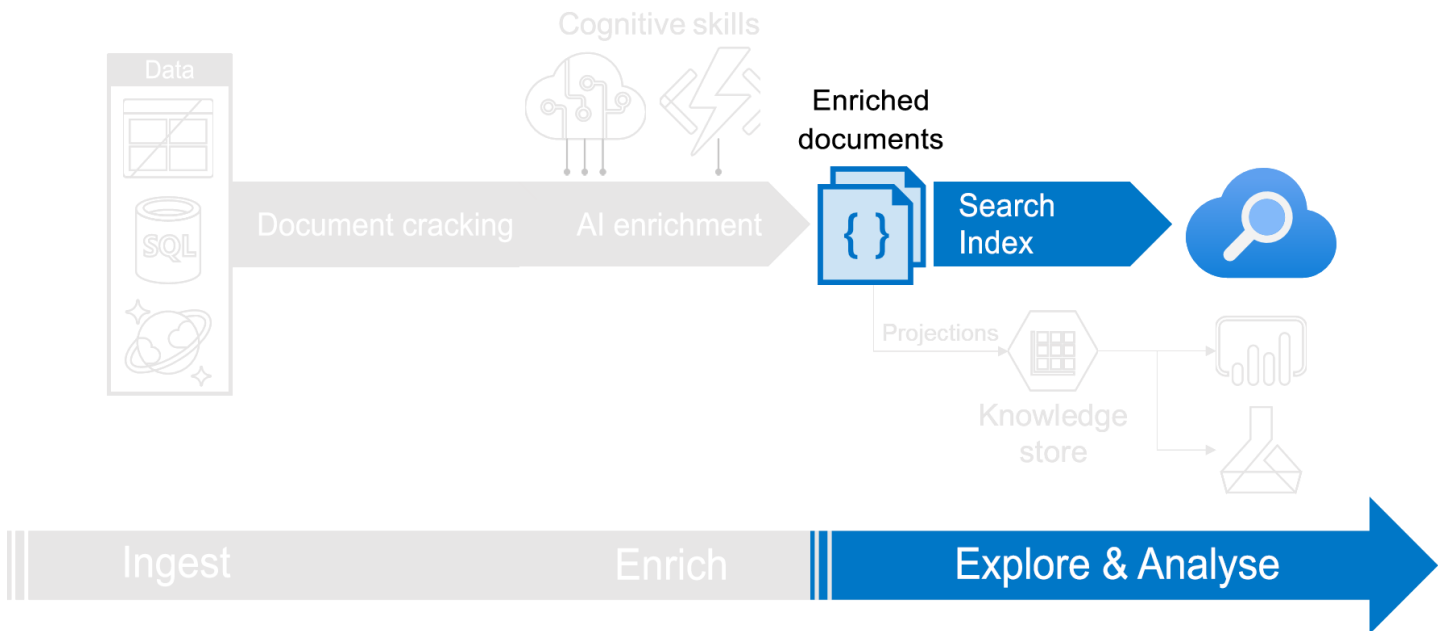 Cognitive skills
Data
Enriched
documents
SQL
Document cracking
AI enrichment
{ }
Search
Index
Projections
Knowledge
store
Ingest
Enrich
Explore & Analyse